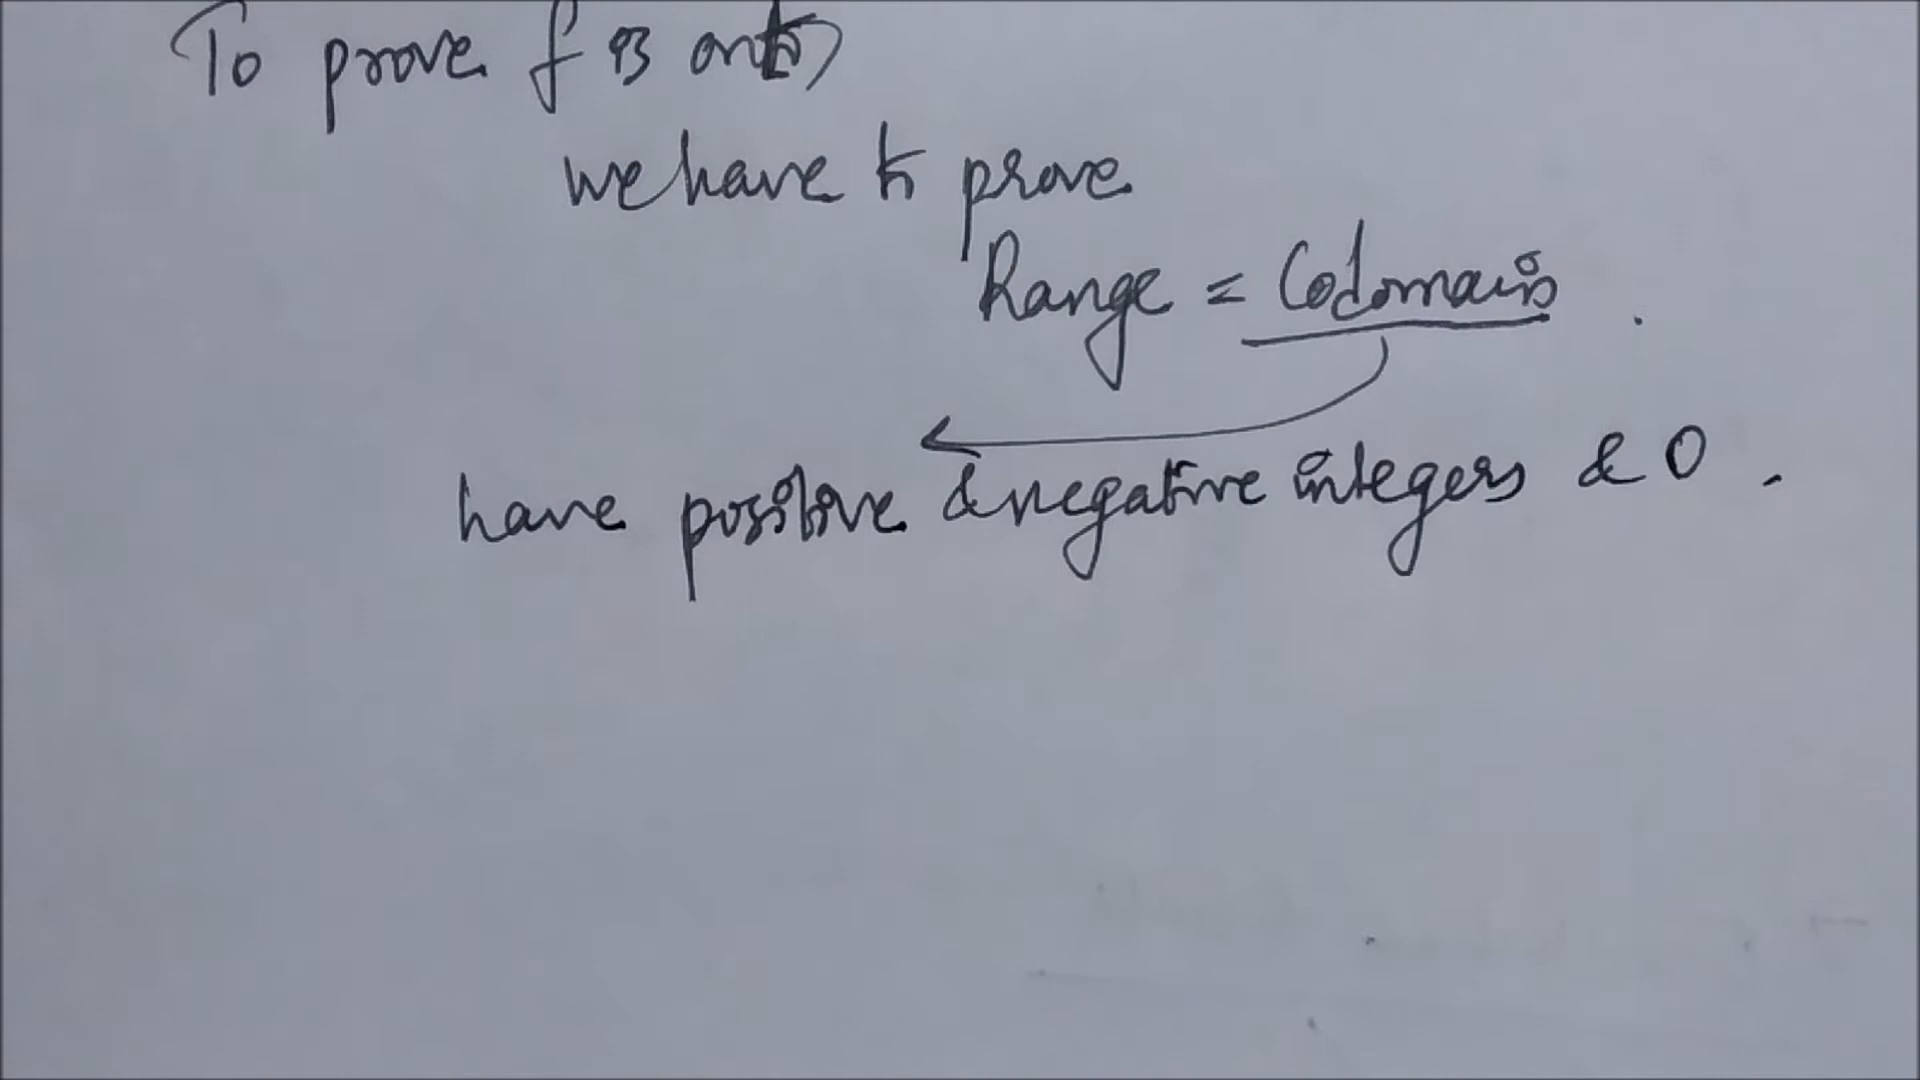 To prove f is onto
we have to prove
Range = Codomain .
have positive & negative integers & 0 .